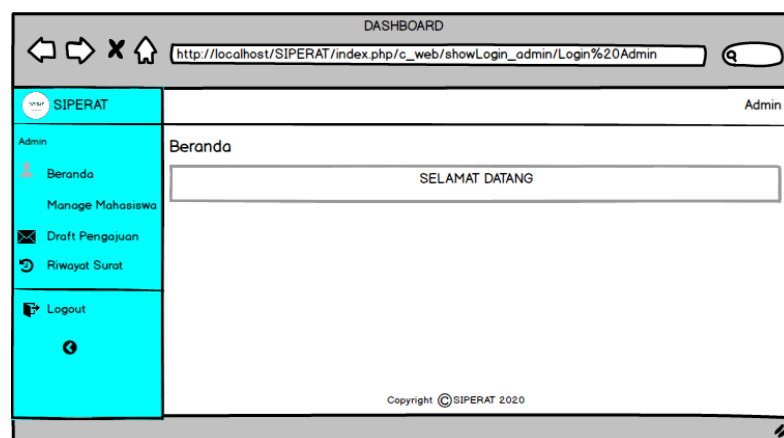 DASHBOARD
http://localhost/SIPERAT/index.php/c_web/showLogin_admin/Login%20Admin
SIPERAT
Admin
Admin
Beranda
Beranda
SELAMAT DATANG
Manage Mahasiswa
Draft Pengajuan
Riwayat Surat
Logout
Copyright ©SIPERAT 2020